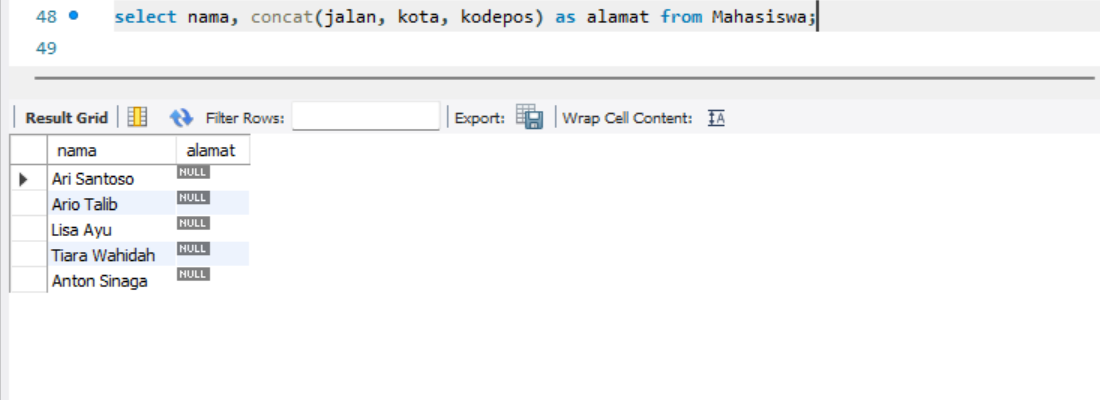 48 select nama, concat(jalan, kota, kodepos) as alamat from Mahasiswa;
49
Result Grid Filter Rows: Export: Wrap Cell Content: IA
nama alamat
Ari Santoso NULL
Ario Talib NULL
Lisa Ayu NULL
Tiara Wahidah NULL
Anton Sinaga NULL